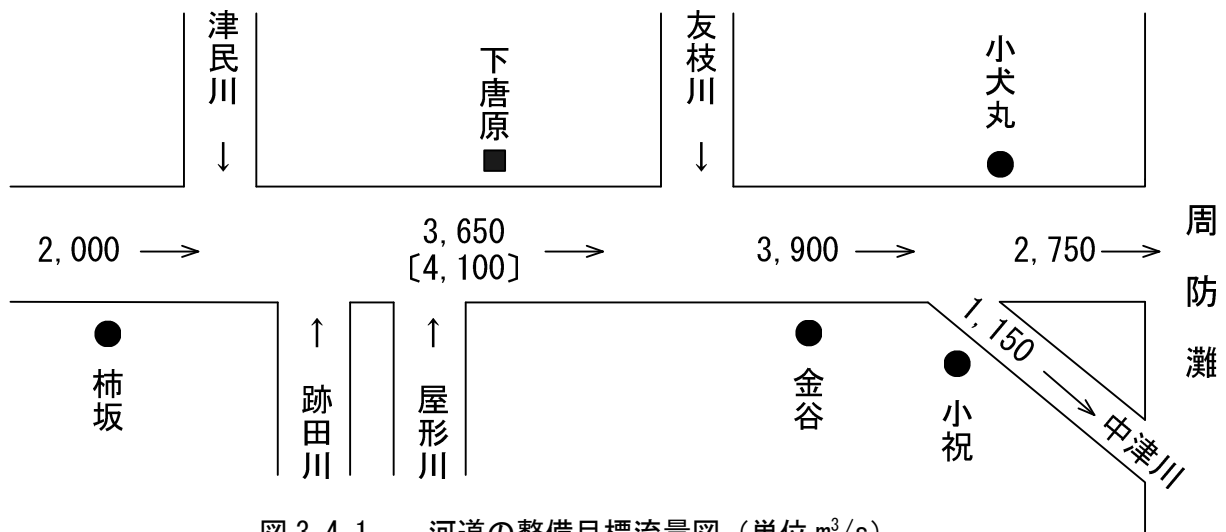 津民川
↓
下唐原
友枝川
↓
小犬丸
2,000 →
3,650 →
〔4,100〕
3,900 →
2,750 →
周防灘
柿坂
↑
跡田川
↑
屋形川
金谷
小祝
1,150 →
中津川
図 3.4.1 河道の整備目標流量図(単位 m³/s)